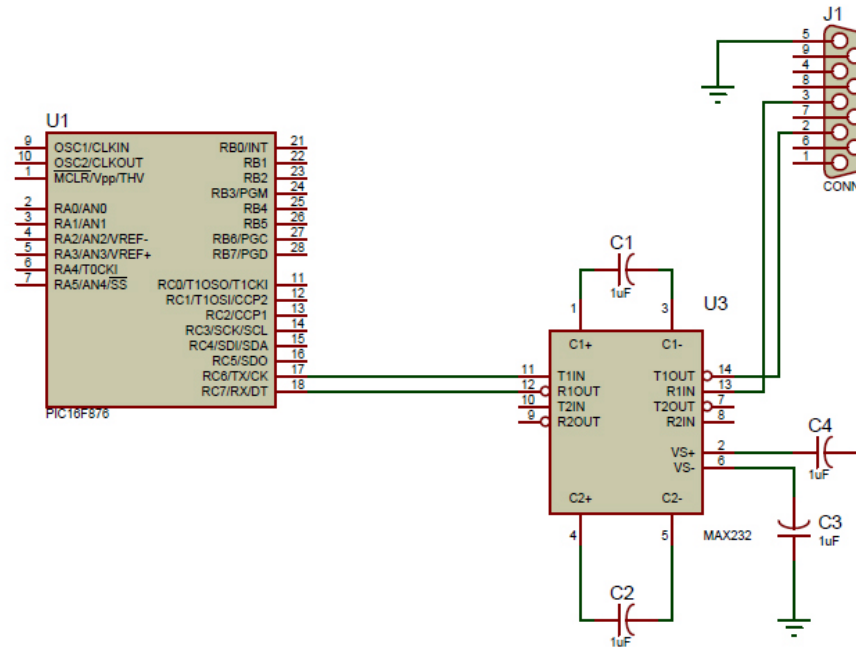 J1
5
9
4
8
3
7
2
6
1
CONN
U1
9 OSC1/CLKIN RB0/INT 21
10 OSC2/CLKOUT RB1 22
1 MCLR/Vpp/THV RB2 23
RB3/PGM 24
2 RA0/AN0 RB4 25
3 RA1/AN1 RB5 26
4 RA2/AN2/VREF- RB6/PGC 27
5 RA3/AN3/VREF+ RB7/PGD 28
6 RA4/T0CKI
7 RA5/AN4/SS RC0/T1OSO/T1CKI 11
RC1/T1OSI/CCP2 12
RC2/CCP1 13
RC3/SCK/SCL 14
RC4/SDI/SDA 15
RC5/SDO 16
RC6/TX/CK 17
RC7/RX/DT 18
PIC16F876
C1
1uF
U3
1 3
C1+ C1-
11 T1IN T1OUT 14
12 R1OUT R1IN 13
10 T2IN T2OUT 7
9 R2OUT R2IN 8
VS+ 2
VS- 6
C2+ C2-
4 5
MAX232
C4
1uF
C3
1uF
C2
1uF